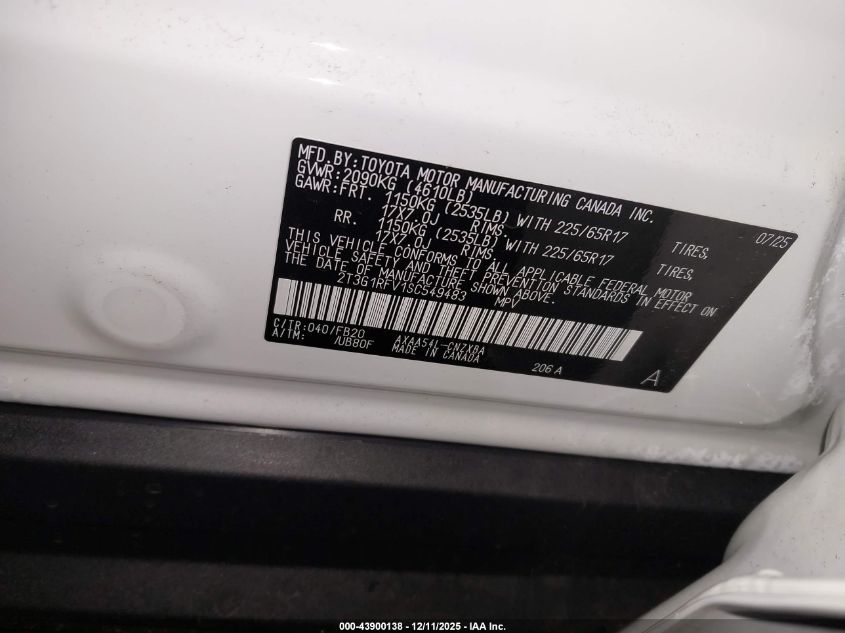 MFD. BY: TOYOTA MOTOR MANUFACTURING CANADA INC.
07/25
GVWR: 2090KG (4610LB)
GAWR: FRT. 1150KG (2535LB) WITH 225/65R17 TIRES,
17X7.0J RIMS
RR. 1150KG (2535LB) WITH 225/65R17 TIRES,
17X7.0J RIMS
THIS VEHICLE CONFORMS TO ALL APPLICABLE FEDERAL MOTOR
VEHICLE SAFETY AND THEFT PREVENTION STANDARDS IN EFFECT ON
THE DATE OF MANUFACTURE SHOWN ABOVE.
2T3G1RFV1SC549483 MPV
C/TR: 040/FB20 AXAA54L-CNZXBA
A/TM: /UB80F MADE IN CANADA
206 A
A
000-43900138 - 12/11/2025 - IAA Inc.